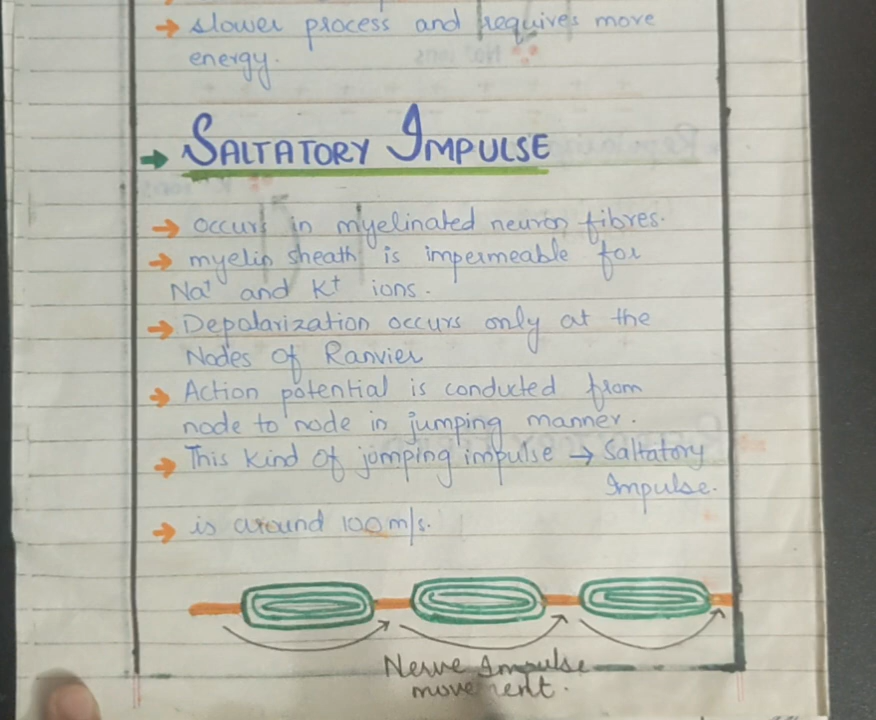 → slower process and requires more
energy.
→ SALTATORY IMPULSE
→ occurs in myelinated neuron fibres.
→ myelin sheath is impermeable for
Na⁺ and K⁺ ions.
→ Depolarization occurs only at the
Nodes of Ranvier
→ Action potential is conducted from
node to node in jumping manner.
→ This kind of jumping impulse → Saltatory
Impulse.
→ is around 100m/s.
Nerve Impulse
movement.